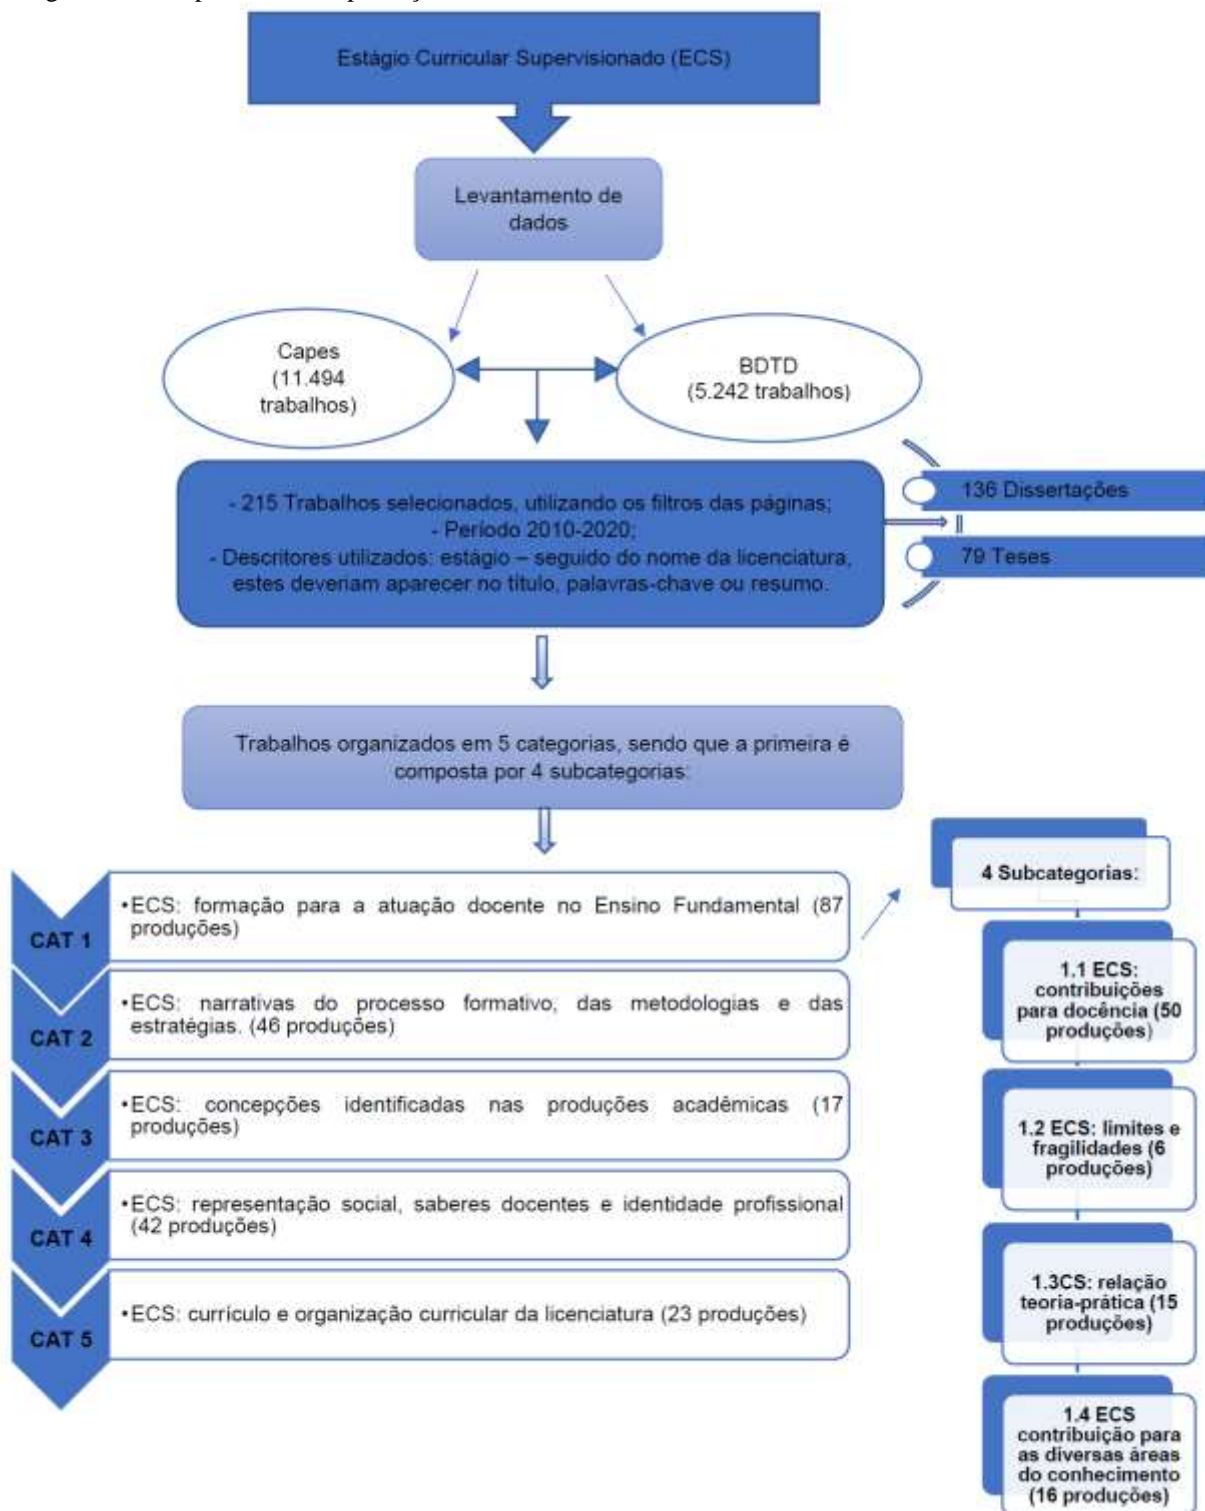 Estágio Curricular Supervisionado (ECS)
Levantamento de
dados
Capes
(11.494
trabalhos)
BDTD
(5.242 trabalhos)
- 215 Trabalhos selecionados, utilizando os filtros das páginas;
- Período 2010-2020;
- Descritores utilizados: estágio – seguido do nome da licenciatura,
estes deveriam aparecer no título, palavras-chave ou resumo.
136 Dissertações
79 Teses
Trabalhos organizados em 5 categorias, sendo que a primeira é
composta por 4 subcategorias:
CAT 1
•ECS: formação para a atuação docente no Ensino Fundamental (87
produções)
CAT 2
•ECS: narrativas do processo formativo, das metodologias e das
estratégias. (46 produções)
CAT 3
•ECS: concepções identificadas nas produções acadêmicas (17
produções)
CAT 4
•ECS: representação social, saberes docentes e identidade profissional
(42 produções)
CAT 5
•ECS: currículo e organização curricular da licenciatura (23 produções)
4 Subcategorias:
1.1 ECS:
contribuições
para docência (50
produções)
1.2 ECS: limites e
fragilidades (6
produções)
1.3CS: relação
teoria-prática (15
produções)
1.4 ECS
contribuição para
as diversas áreas
do conhecimento
(16 produções)